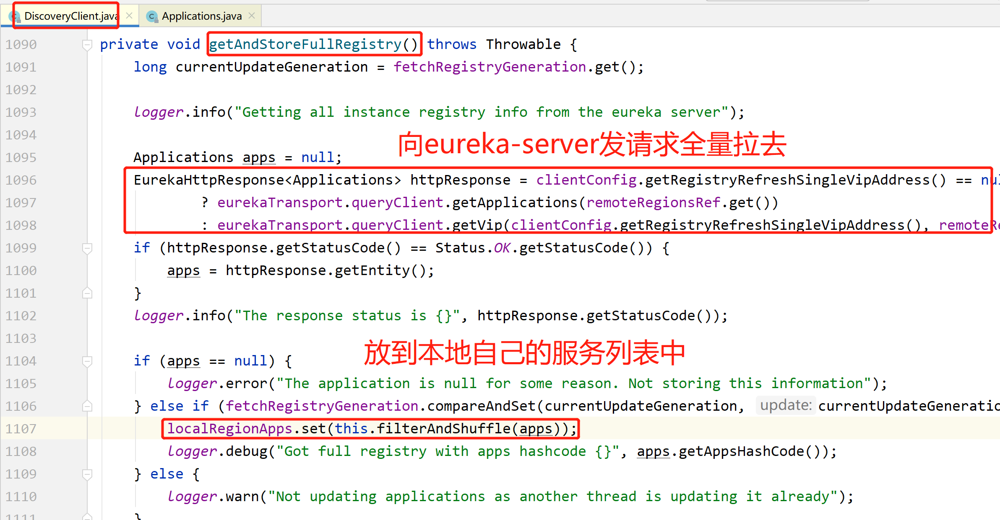 DiscoveryClient.java
Applications.java
1090 private void getAndStoreFullRegistry() throws Throwable {
1091 long currentUpdateGeneration = fetchRegistryGeneration.get();
1092
1093 logger.info("Getting all instance registry info from the eureka server");
1094
向eureka-server发请求全量拉去
1095 Applications apps = null;
1096 EurekaHttpResponse<Applications> httpResponse = clientConfig.getRegistryRefreshSingleVipAddress() ==
1097 ? eurekaTransport.queryClient.getApplications(remoteRegionsRef.get())
1098 : eurekaTransport.queryClient.getVip(clientConfig.getRegistryRefreshSingleVipAddress(),
1099 if (httpResponse.getStatusCode() == Status.OK.getStatusCode()) {
1100 apps = httpResponse.getEntity();
1101 }
1102 logger.info("The response status is {}", httpResponse.getStatusCode());
1103
放到本地自己的服务列表中
1104 if (apps == null) {
1105 logger.error("The application is null for some reason. Not storing this information");
1106 } else if (fetchRegistryGeneration.compareAndSet(currentUpdateGeneration, update:
1107 localRegionApps.set(this.filterAndShuffle(apps));
1108 logger.debug("Got full registry with apps hashcode {}", apps.getAppsHashCode());
1109 } else {
1110 logger.warn("Not updating applications as another thread is updating it already");
1111 }